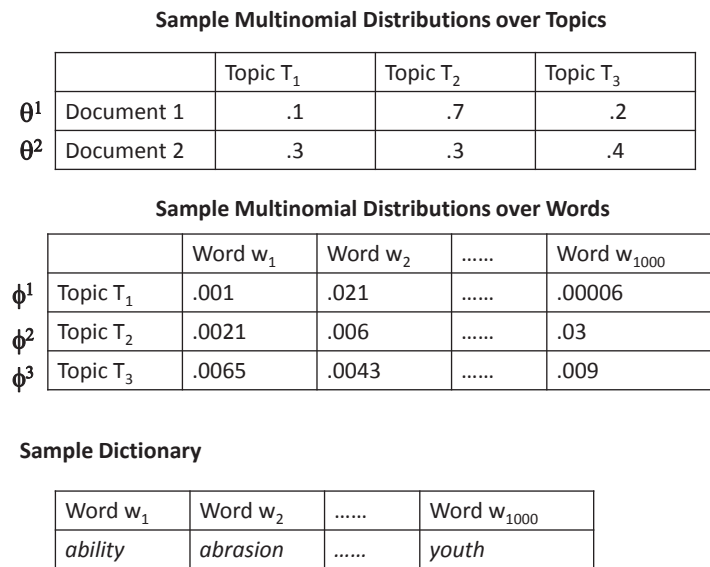 Sample Multinomial Distributions over Topics
Topic T₁ Topic T₂ Topic T₃
θ¹ Document 1 .1 .7 .2
θ² Document 2 .3 .3 .4
Sample Multinomial Distributions over Words
Word w₁ Word w₂ …... Word w₁₀₀₀
ϕ¹ Topic T₁ .001 .021 …... .00006
ϕ² Topic T₂ .0021 .006 …... .03
ϕ³ Topic T₃ .0065 .0043 …... .009
Sample Dictionary
Word w₁ Word w₂ …... Word w₁₀₀₀
ability abrasion …... youth